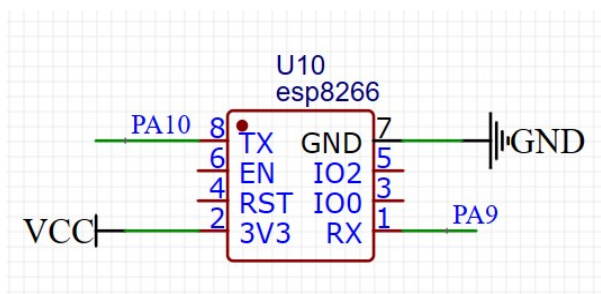 U10
esp8266
PA10 8 TX GND 7 GND
6 EN IO2 5
4 RST IO0 3
VCC 2 3V3 RX 1 PA9